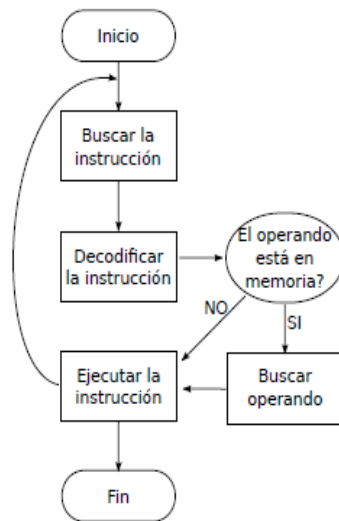 Inicio
Buscar la
instrucción
Decodificar
la instrucción
El operando
está en
memoria?
NO
SI
Ejecutar la
instrucción
Buscar
operando
Fin